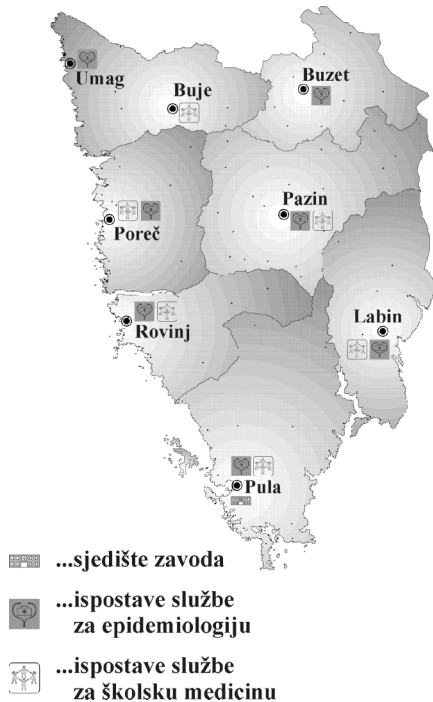 Umag
Buje
Buzet
Poreč
Pazin
Rovinj
Labin
Pula
...sjedište zavoda
...ispostave službe
za epidemiologiju
...ispostave službe
za školsku medicinu